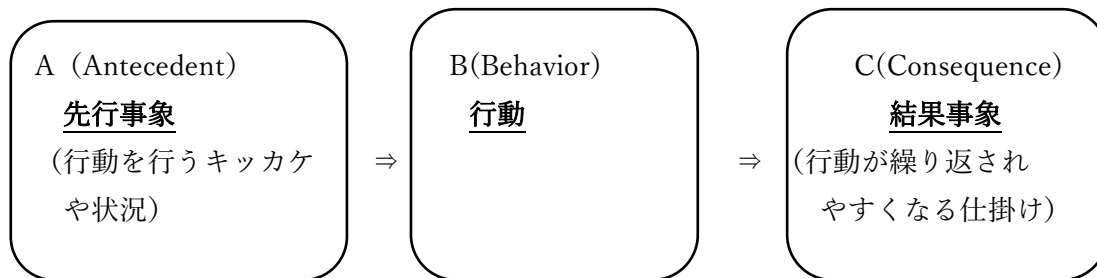 A（Antecedent）
先行事象
（行動を行うキッカケ
や状況）
⇒
B(Behavior)
行動
⇒
C(Consequence)
結果事象
（行動が繰り返され
やすくなる仕掛け）